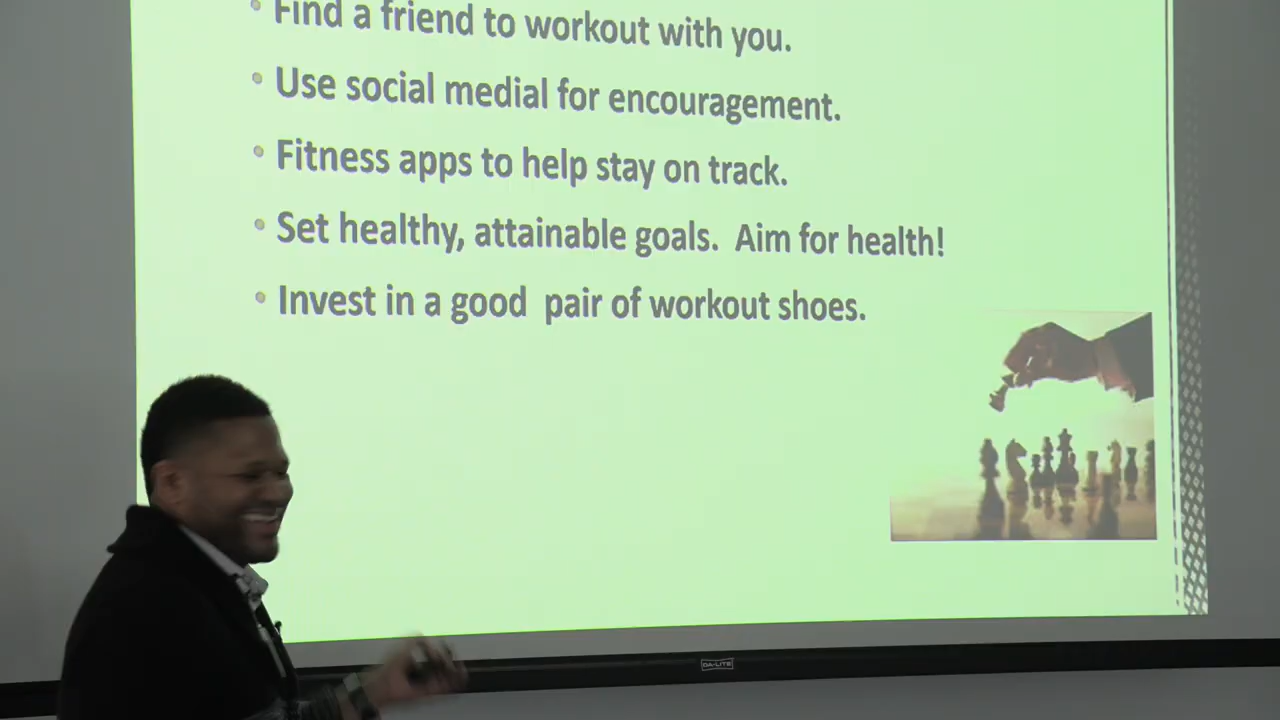 • Find a friend to workout with you.
• Use social medial for encouragement.
• Fitness apps to help stay on track.
• Set healthy, attainable goals.  Aim for health!
• Invest in a good  pair of workout shoes.
DA-LITE